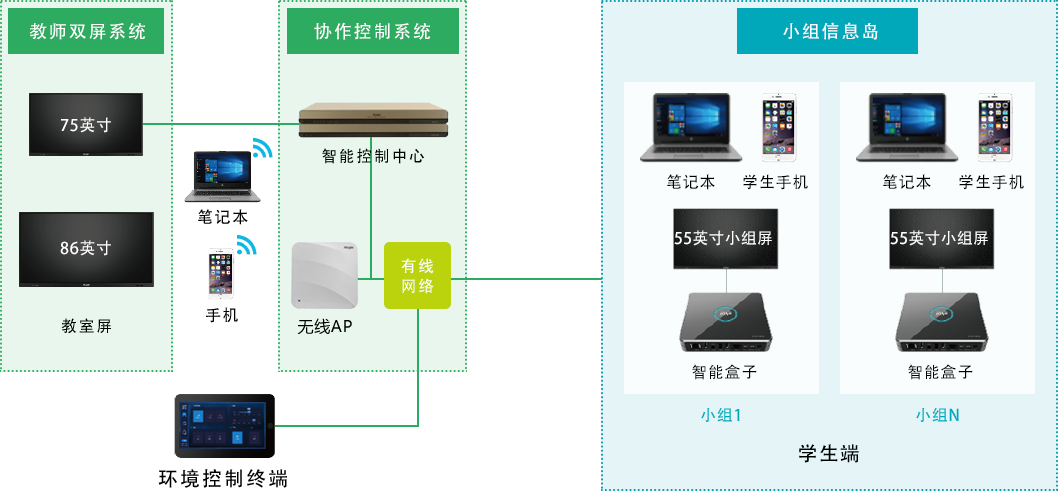 教师双屏系统
75英寸
86英寸
教室屏
笔记本
手机
协作控制系统
智能控制中心
无线AP
有线
网络
环境控制终端
小组信息岛
笔记本
学生手机
55英寸小组屏
智能盒子
小组1
笔记本
学生手机
55英寸小组屏
智能盒子
小组N
学生端